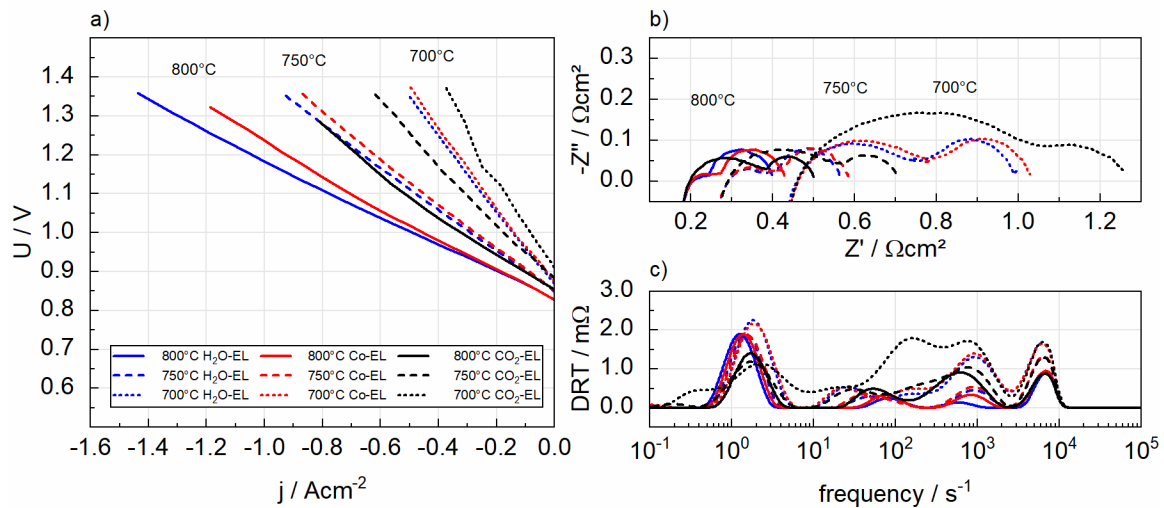 a)
U / V
1.4
1.3
1.2
1.1
1.0
0.9
0.8
0.7
0.6
800°C
750°C
700°C
800°C H₂O-EL
800°C Co-EL
800°C CO₂-EL
750°C H₂O-EL
750°C Co-EL
750°C CO₂-EL
700°C H₂O-EL
700°C Co-EL
700°C CO₂-EL
-1.6 -1.4 -1.2 -1.0 -0.8 -0.6 -0.4 -0.2 -0.0
j / Acm⁻²
b)
-Z'' / Ωcm²
0.3
0.2
0.1
0.0
800°C
750°C
700°C
0.2 0.4 0.6 0.8 1.0 1.2
Z' / Ωcm²
c)
DRT / mΩ
3.0
2.0
1.0
0.0
10⁻¹ 10⁰ 10¹ 10² 10³ 10⁴ 10⁵
frequency / s⁻¹